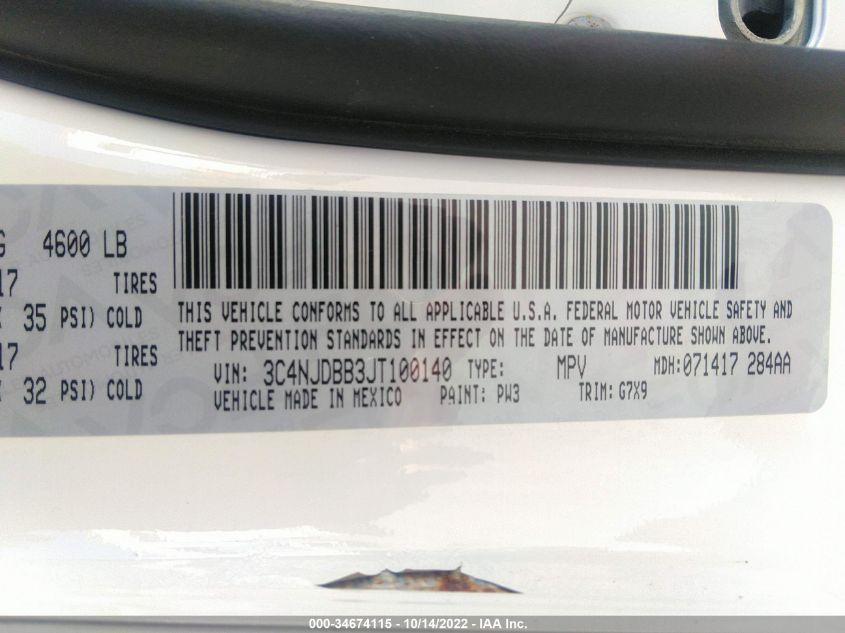 G 4600 LB
17 TIRES
35 PSI) COLD
17 TIRES
32 PSI) COLD
THIS VEHICLE CONFORMS TO ALL APPLICABLE U.S.A. FEDERAL MOTOR VEHICLE SAFETY AND
THEFT PREVENTION STANDARDS IN EFFECT ON THE DATE OF MANUFACTURE SHOWN ABOVE.
VIN: 3C4NJDBB3JT100140 TYPE: MPV MDH:071417 284AA
VEHICLE MADE IN MEXICO PAINT: PW3 TRIM: G7X9
000-34674115 - 10/14/2022 - IAA Inc.